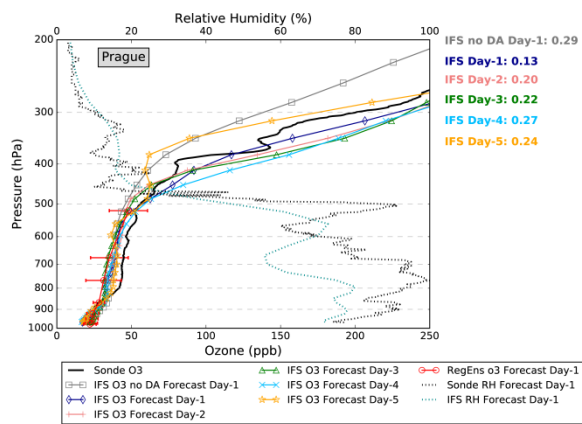 Relative Humidity (%)
0 20 40 60 80 100
200
300
400
500
600
700
800
900
1000
Pressure (hPa)
Prague
IFS no DA Day-1: 0.29
IFS Day-1: 0.13
IFS Day-2: 0.20
IFS Day-3: 0.22
IFS Day-4: 0.27
IFS Day-5: 0.24
0 50 100 150 200 250
Ozone (ppb)
Sonde O3
IFS O3 no DA Forecast Day-1
IFS O3 Forecast Day-1
IFS O3 Forecast Day-2
IFS O3 Forecast Day-3
IFS O3 Forecast Day-4
IFS O3 Forecast Day-5
RegEns o3 Forecast Day-1
Sonde RH Forecast Day-1
IFS RH Forecast Day-1